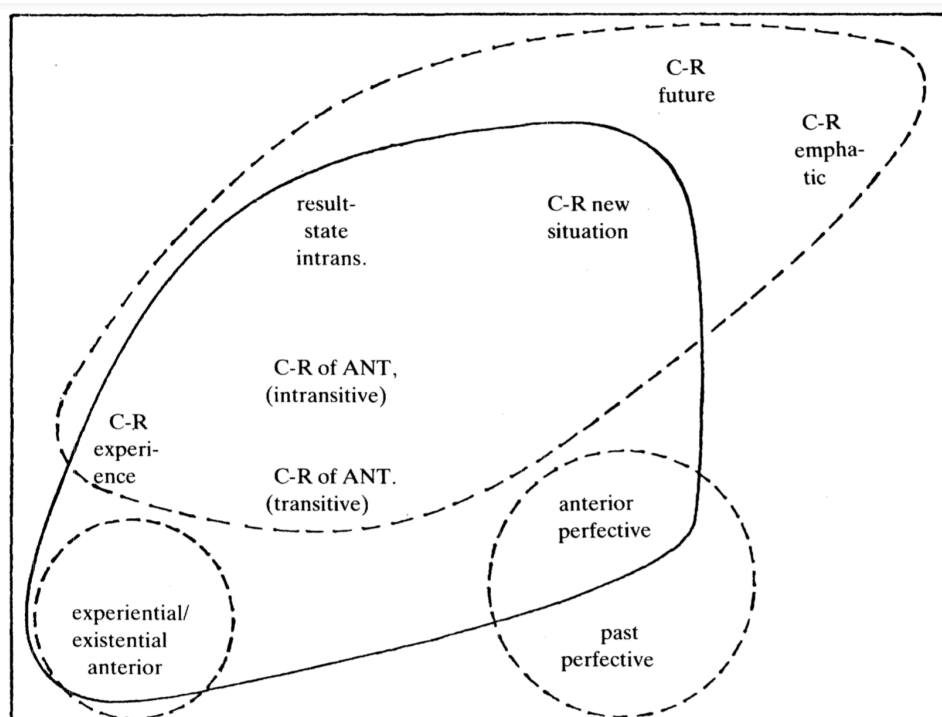 C-R
future
C-R
empha-
tic
result-
state
intrans.
C-R new
situation
C-R of ANT,
(intransitive)
C-R
experi-
ence
C-R of ANT.
(transitive)
anterior
perfective
experiential/
existential
anterior
past
perfective